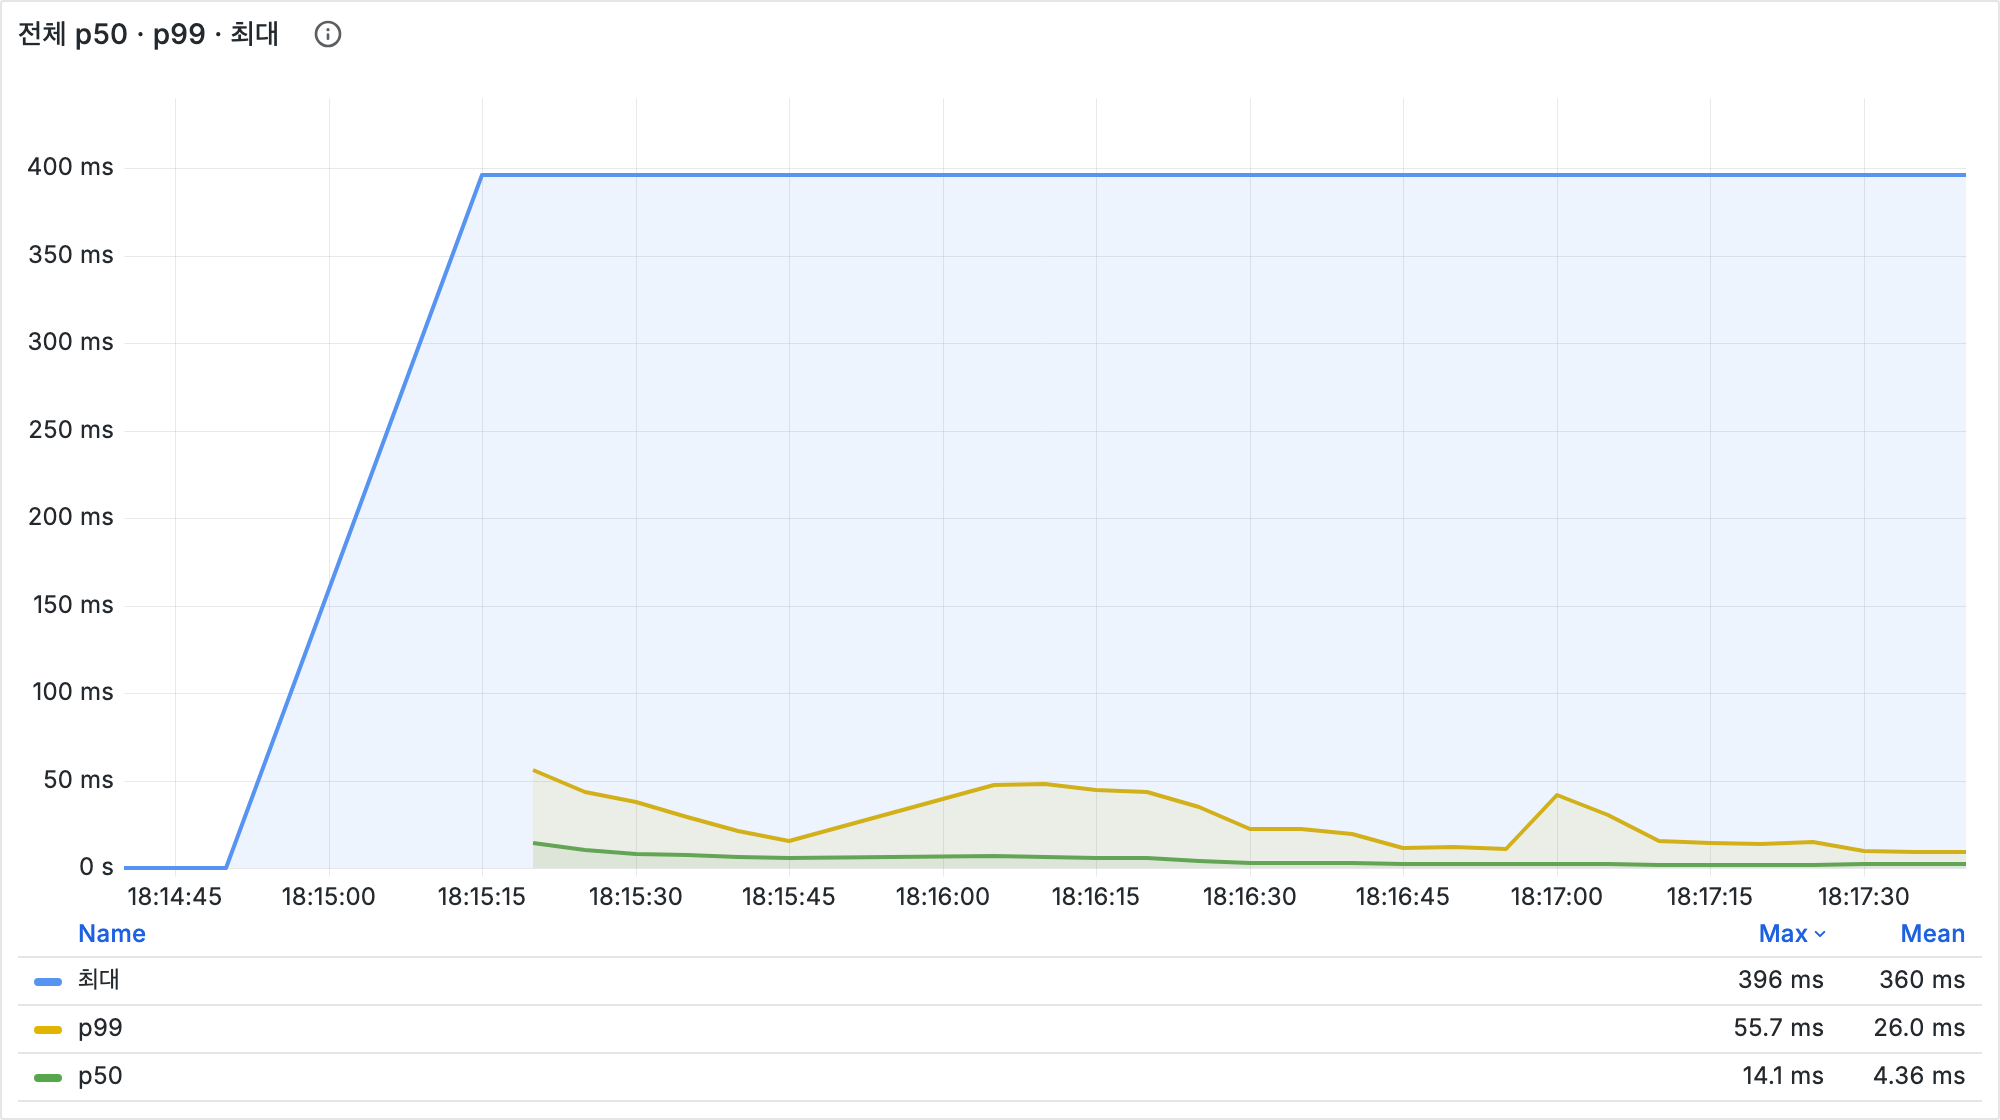 전체 p50 · p99 · 최대
400 ms
350 ms
300 ms
250 ms
200 ms
150 ms
100 ms
50 ms
0 s
18:14:45 18:15:00 18:15:15 18:15:30 18:15:45 18:16:00 18:16:15 18:16:30 18:16:45 18:17:00 18:17:15 18:17:30
Name Max Mean
최대 396 ms 360 ms
p99 55.7 ms 26.0 ms
p50 14.1 ms 4.36 ms